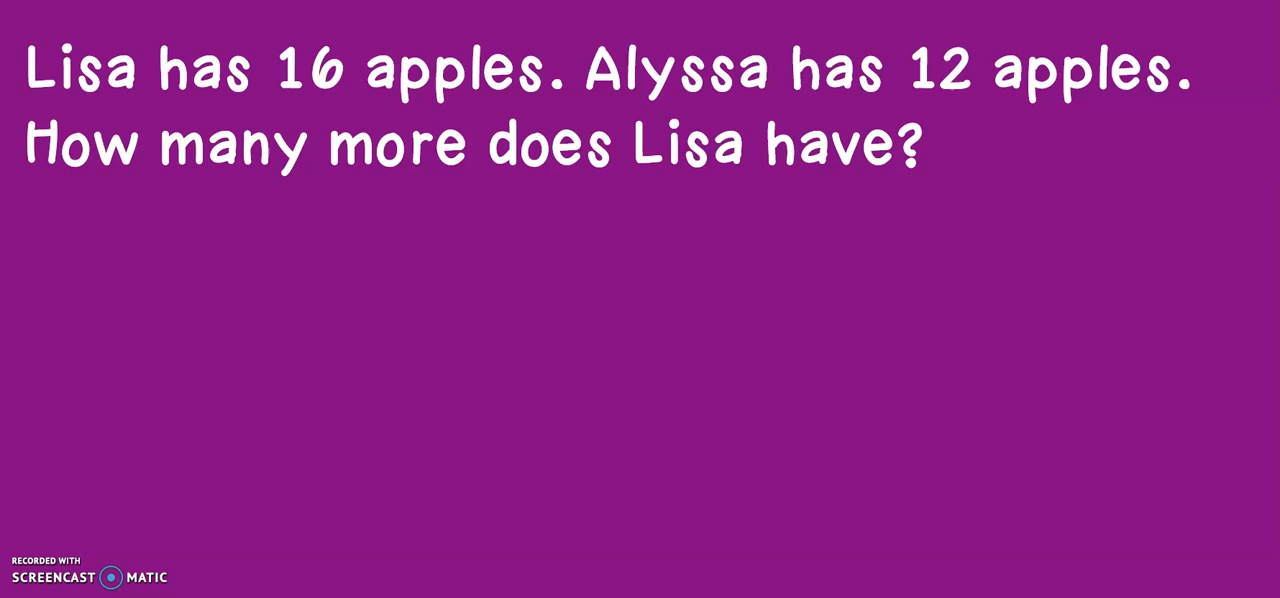 Lisa has 16 apples. Alyssa has 12 apples.
How many more does Lisa have?
RECORDED WITH
SCREENCAST MATIC